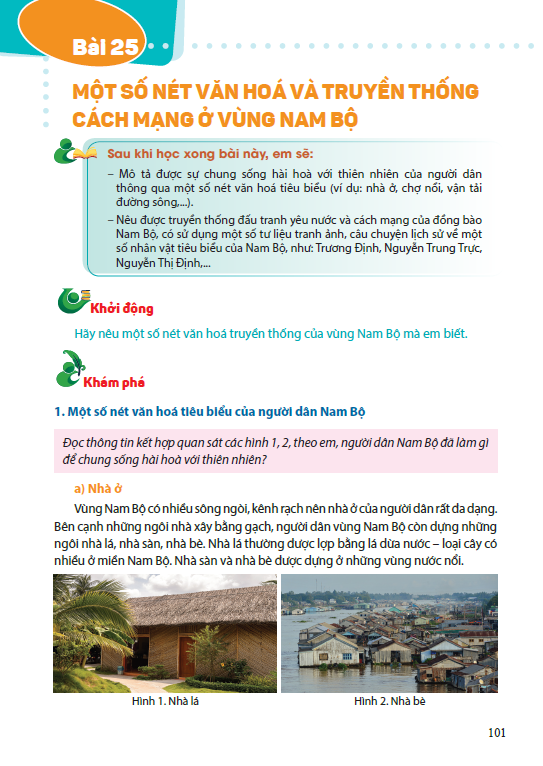 Bài 25
MỘT SỐ NÉT VĂN HOÁ VÀ TRUYỀN THỐNG
CÁCH MẠNG Ở VÙNG NAM BỘ
Sau khi học xong bài này, em sẽ:
– Mô tả được sự chung sống hài hoà với thiên nhiên của người dân
thông qua một số nét văn hoá tiêu biểu (ví dụ: nhà ở, chợ nổi, vận tải
đường sông,...).
– Nêu được truyền thống đấu tranh yêu nước và cách mạng của đồng bào
Nam Bộ, có sử dụng một số tư liệu tranh ảnh, câu chuyện lịch sử về một
số nhân vật tiêu biểu của Nam Bộ, như: Trương Định, Nguyễn Trung Trực,
Nguyễn Thị Định,...
Khởi động
Hãy nêu một số nét văn hoá truyền thống của vùng Nam Bộ mà em biết.
Khám phá
1. Một số nét văn hoá tiêu biểu của người dân Nam Bộ
Đọc thông tin kết hợp quan sát các hình 1, 2, theo em, người dân Nam Bộ đã làm gì
để chung sống hài hoà với thiên nhiên?
a) Nhà ở
Vùng Nam Bộ có nhiều sông ngòi, kênh rạch nên nhà ở của người dân rất đa dạng.
Bên cạnh những ngôi nhà xây bằng gạch, người dân vùng Nam Bộ còn dựng những
ngôi nhà lá, nhà sàn, nhà bè. Nhà lá thường được lợp bằng lá dừa nước – loại cây có
nhiều ở miền Nam Bộ. Nhà sàn và nhà bè được dựng ở những vùng nước nổi.
Hình 1. Nhà lá
Hình 2. Nhà bè
101